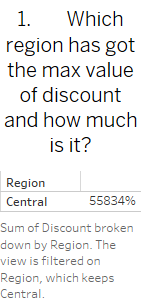 1. Which
region has got
the max value
of discount
and how much
is it?
Region
Central 55834%
Sum of Discount broken
down by Region. The
view is filtered on
Region, which keeps
Central.